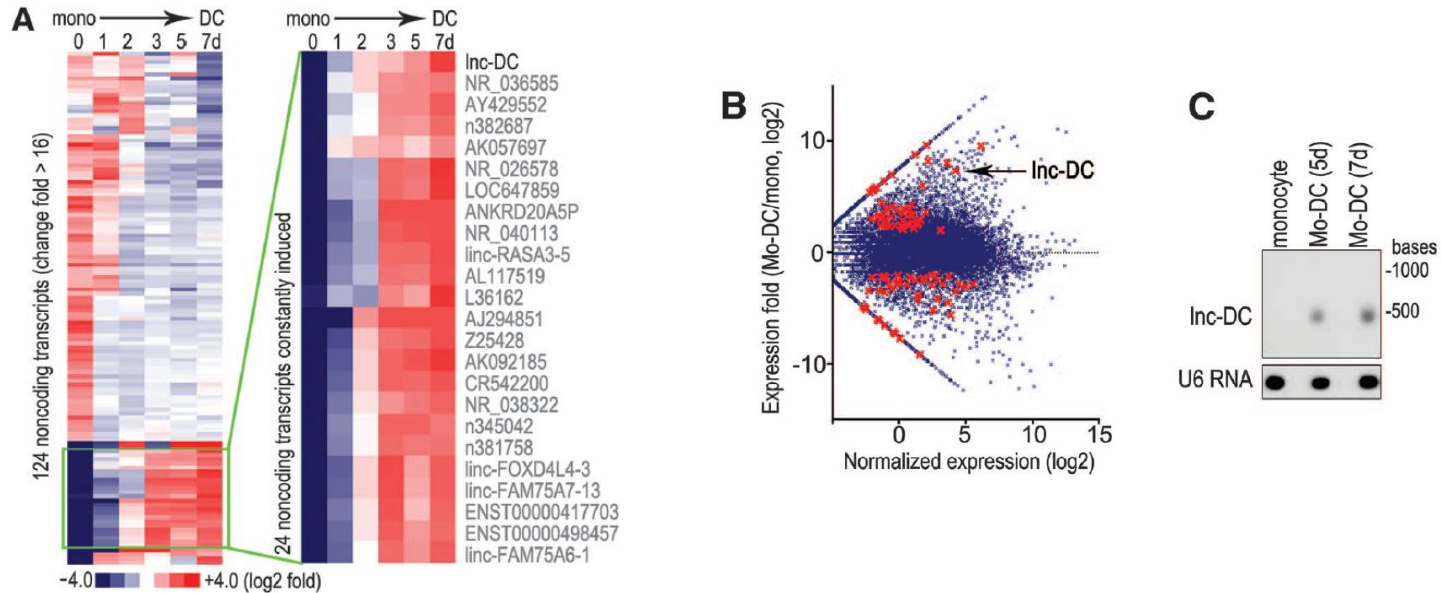 A
mono DC
0 1 2 3 5 7d
124 noncoding transcripts (change fold > 16)
−4.0 +4.0 (log2 fold)
mono DC
0 1 2 3 5 7d
24 noncoding transcripts constantly induced
lnc-DC
NR_036585
AY429552
n382687
AK057697
NR_026578
LOC647859
ANKRD20A5P
NR_040113
linc-RASA3-5
AL117519
L36162
AJ294851
Z25428
AK092185
CR542200
NR_038322
n345042
n381758
linc-FOXD4L4-3
linc-FAM75A7-13
ENST00000417703
ENST00000498457
linc-FAM75A6-1
B
Expression fold (Mo-DC/mono, log2)
10
0
-10
lnc-DC
0 5 10 15
Normalized expression (log2)
C
monocyte
Mo-DC (5d)
Mo-DC (7d)
bases
-1000
-500
lnc-DC
U6 RNA